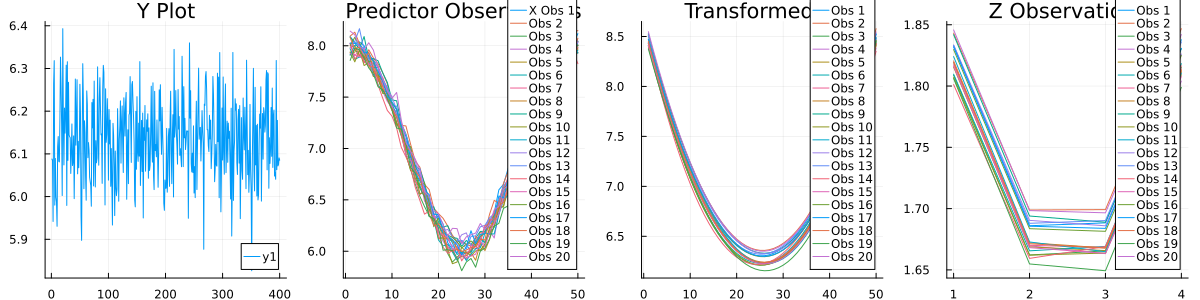 Y Plot
6.4
6.3
6.2
6.1
6.0
5.9
0
100
200
300
400
y1
Predictor Obser
s
8.0
7.5
7.0
6.5
6.0
0
10
20
30
40
50
X Obs 1
Obs 2
Obs 3
Obs 4
Obs 5
Obs 6
Obs 7
Obs 8
Obs 9
Obs 10
Obs 11
Obs 12
Obs 13
Obs 14
Obs 15
Obs 16
Obs 17
Obs 18
Obs 19
Obs 20
Transformed
8.5
8.0
7.5
7.0
6.5
0
10
20
30
40
50
Obs 1
Obs 2
Obs 3
Obs 4
Obs 5
Obs 6
Obs 7
Obs 8
Obs 9
Obs 10
Obs 11
Obs 12
Obs 13
Obs 14
Obs 15
Obs 16
Obs 17
Obs 18
Obs 19
Obs 20
Z Observatio
1.85
1.80
1.75
1.70
1.65
1
2
3
4
Obs 1
Obs 2
Obs 3
Obs 4
Obs 5
Obs 6
Obs 7
Obs 8
Obs 9
Obs 10
Obs 11
Obs 12
Obs 13
Obs 14
Obs 15
Obs 16
Obs 17
Obs 18
Obs 19
Obs 20